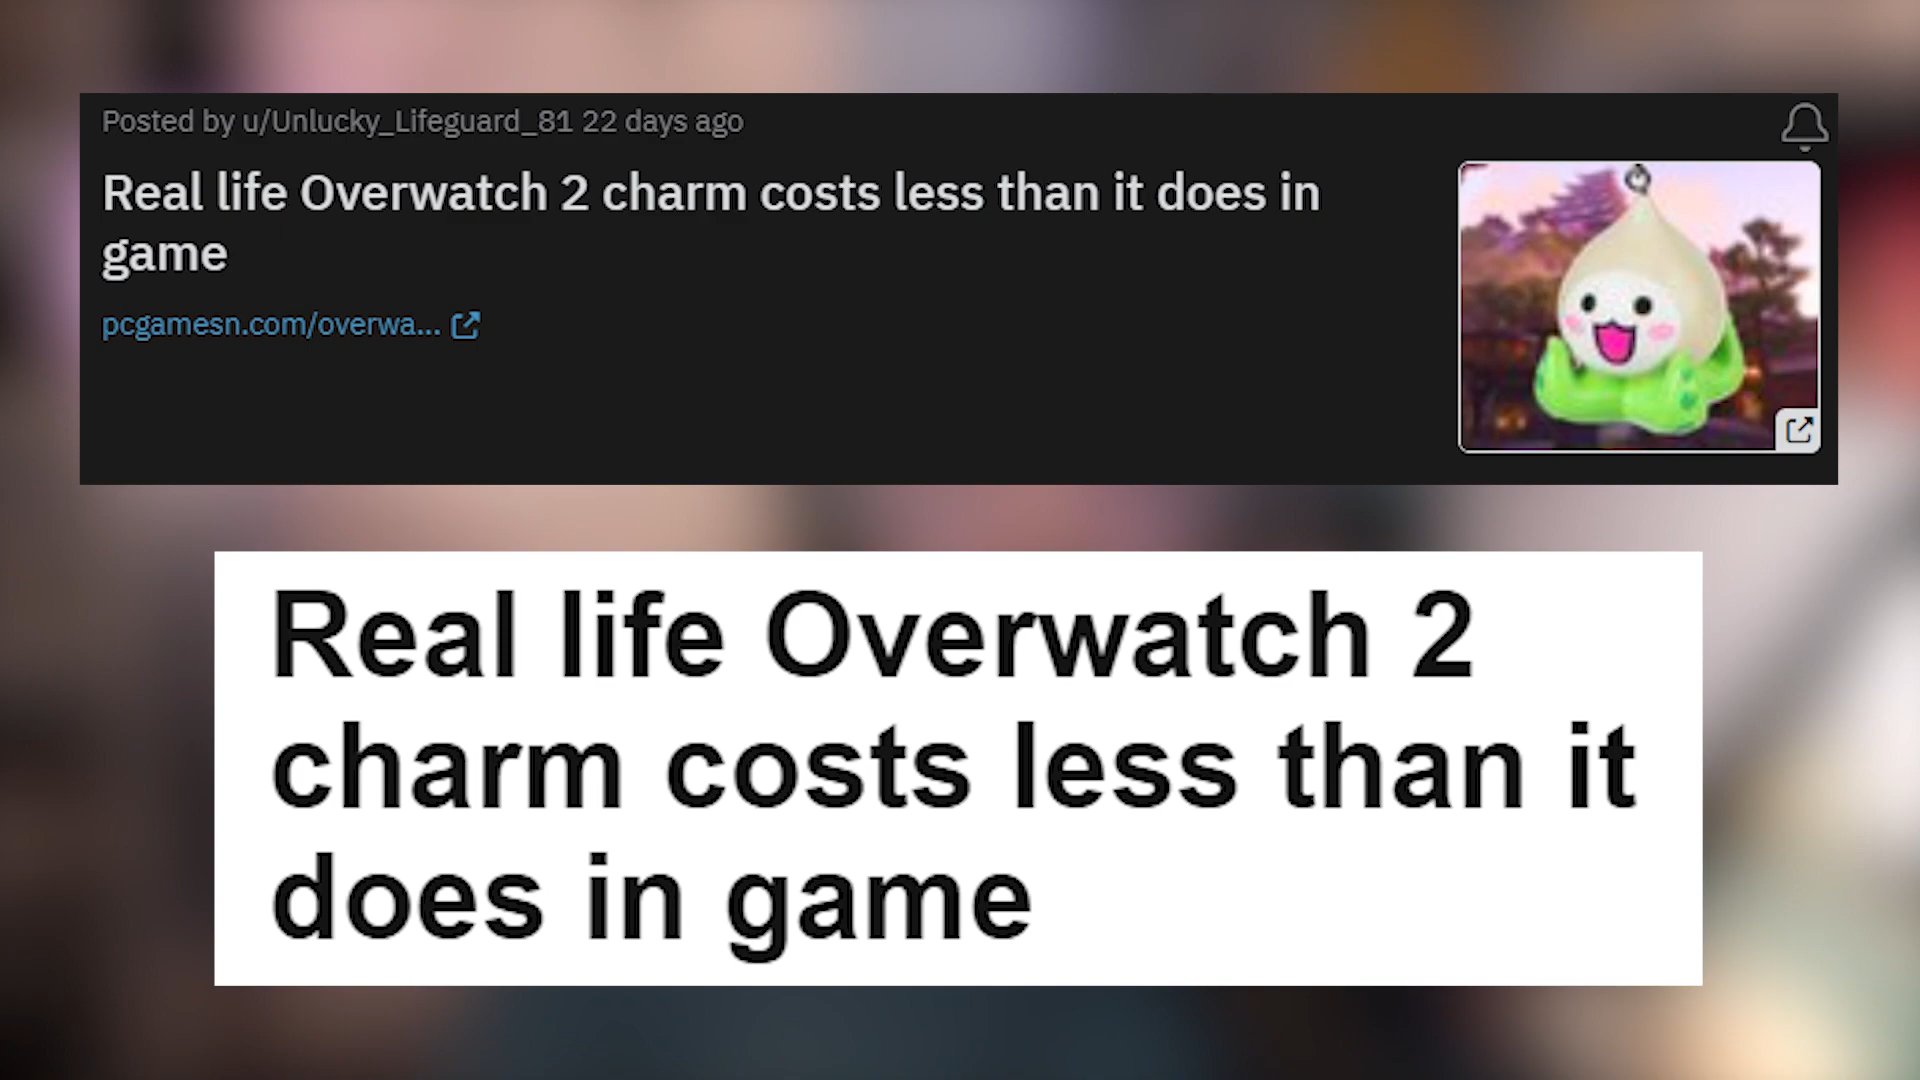 Posted by u/Unlucky_Lifeguard_81 22 days ago
Real life Overwatch 2 charm costs less than it does in
game
pcgamesn.com/overwa...
Real life Overwatch 2
charm costs less than it
does in game